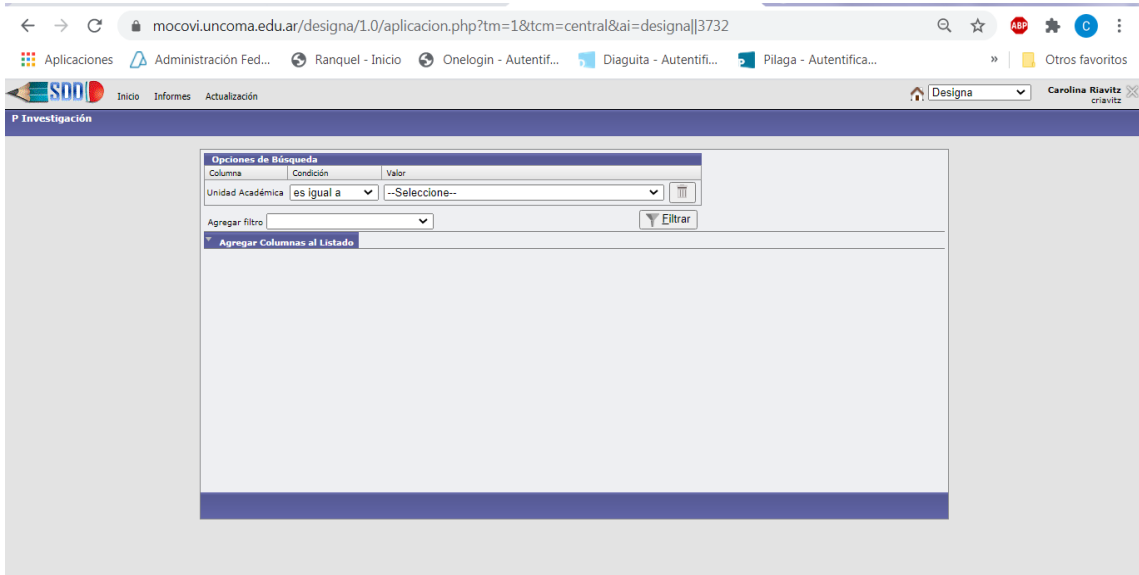 mocovi.uncoma.edu.ar/designa/1.0/aplicacion.php?tm=1&tcm=central&ai=designa||3732 ABP C
Aplicaciones Administración Fed... Ranquel - Inicio Onelogin - Autentif... Diaguita - Autentifi... Pilaga - Autentifica... » Otros favoritos
SDD Inicio Informes Actualización Designa Carolina Riavitz
criavitz
P Investigación
Opciones de Búsqueda
Columna Condición Valor
Unidad Académica es igual a --Seleccione--
Agregar filtro Filtrar
Agregar Columnas al Listado